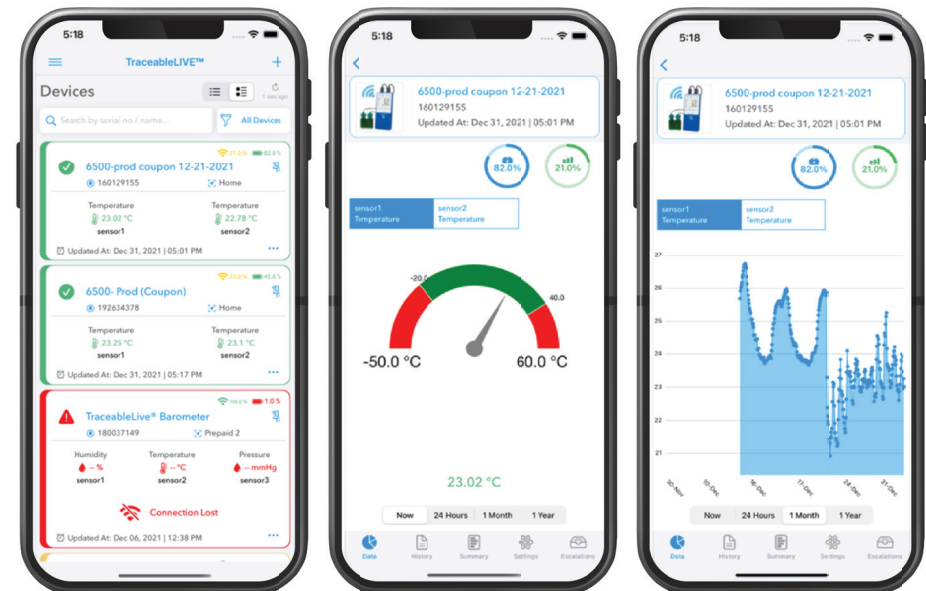 5:18
TraceableLIVE™ +
Devices
1 sec ago
Search by serial no / name...
All Devices
21.0 % 82.0 %
6500-prod coupon 12-21-2021
160129155 Home
Temperature Temperature
23.02 °C 22.78 °C
sensor1 sensor2
Updated At: Dec 31, 2021 | 05:01 PM
6500- Prod (Coupon)
192634378 Home
Temperature Temperature
23.25 °C 23.1 °C
sensor1 sensor2
Updated At: Dec 31, 2021 | 05:17 PM
100.0 % 1.0 %
TraceableLive® Barometer
180037149 Prepaid 2
Humidity Temperature Pressure
-- % -- °C -- mmHg
sensor1 sensor2 sensor3
Connection Lost
Updated At: Dec 06, 2021 | 12:38 PM
5:18
6500-prod coupon 12-21-2021
160129155
Updated At: Dec 31, 2021 | 05:01 PM
82.0% 21.0%
sensor1 sensor2
Temperature Temperature
-20.0
40.0
-50.0 °C 60.0 °C
23.02 °C
Now 24 Hours 1 Month 1 Year
Data History Summary Settings Escalations
5:18
6500-prod coupon 12-21-2021
160129155
Updated At: Dec 31, 2021 | 05:01 PM
82.0% 21.0%
sensor1 sensor2
Temperature Temperature
27
26
25
24
23
22
21
30-Nov 10-Dec 16-Dec 17-Dec 24-Dec 31-Dec
Now 24 Hours 1 Month 1 Year
Data History Summary Settings Escalations